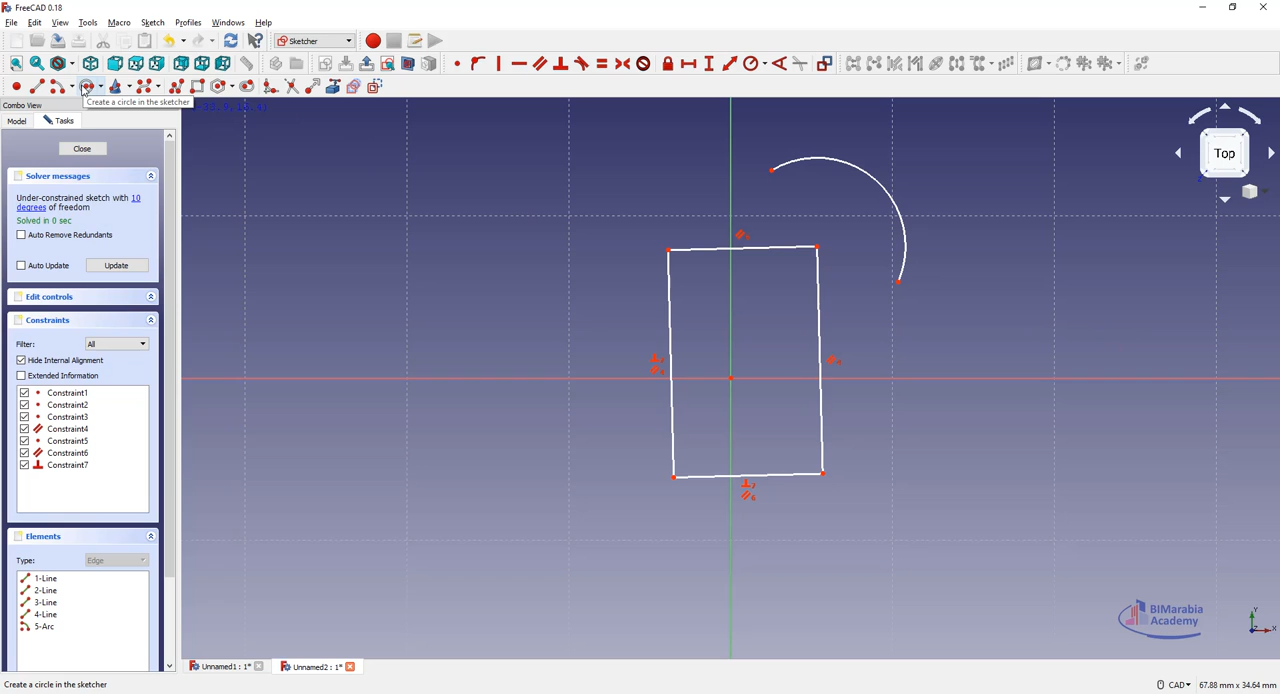 FreeCAD 0.18
File Edit View Tools Macro Sketch Profiles Windows Help
Sketcher
Create a circle in the sketcher
Combo View
Model Tasks
Close
Solver messages
Under-constrained sketch with 10
degrees of freedom
Solved in 0 sec
Auto Remove Redundants
Auto Update Update
Edit controls
Constraints
Filter: All
Hide Internal Alignment
Extended Information
Constraint1
Constraint2
Constraint3
Constraint4
Constraint5
Constraint6
Constraint7
Elements
Type: Edge
1-Line
2-Line
3-Line
4-Line
5-Arc
Top
Z
BIMarabia
Academy
Y
Z
X
Unnamed1 : 1* Unnamed2 : 1*
Create a circle in the sketcher CAD 67.88 mm x 34.64 mm